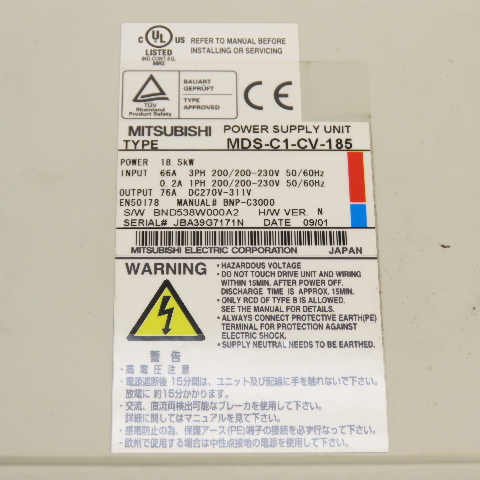 C UL US
LISTED
IND.CONT.EQ.
REFER TO MANUAL BEFORE
INSTALLING OR SERVICING
TÜV
Rheinland
Product Safety
BAUART
GEPRÜFT
TYPE
APPROVED
CE
MITSUBISHI POWER SUPPLY UNIT
TYPE MDS-C1-CV-185
POWER 18.5kW
INPUT 66A 3PH 200/200-230V 50/60Hz
0.2A 1PH 200/200-230V 50/60Hz
OUTPUT 76A DC270V-311V
EN50178 MANUAL# BNP-C3000
S/W BND538W000A2 H/W VER. N
SERIAL# JBA39G7171N DATE 09/01
MITSUBISHI ELECTRIC CORPORATION JAPAN
WARNING
• HAZARDOUS VOLTAGE
• DO NOT TOUCH DRIVE UNIT AND WIRING
WITHIN 15MIN. AFTER POWER OFF.
DISCHARGE TIME IS APPROX. 15MIN.
• ONLY RCD OF TYPE B IS ALLOWED.
SEE THE MANUAL FOR DETAILS.
• ALWAYS CONNECT PROTECTIVE EARTH(PE)
TERMINAL FOR PROTECTION AGAINST
ELECTRIC SHOCK.
• SUPPLY NEUTRAL NEEDS TO BE EARTHED.
警告
・高電圧注意
・電源遮断後15分間は、ユニット及び配線に手を触れないで下さい。
放電に約15分かかります。
・交流、直流両検出可能なブレーカを使用して下さい。
詳細に関してはマニュアルを見て下さい。
・感電防止の為、保護アース(PE)端子の接続を必ず行なって下さい。
・欧州で使用する場合は中性点接地の電源を使用して下さい。